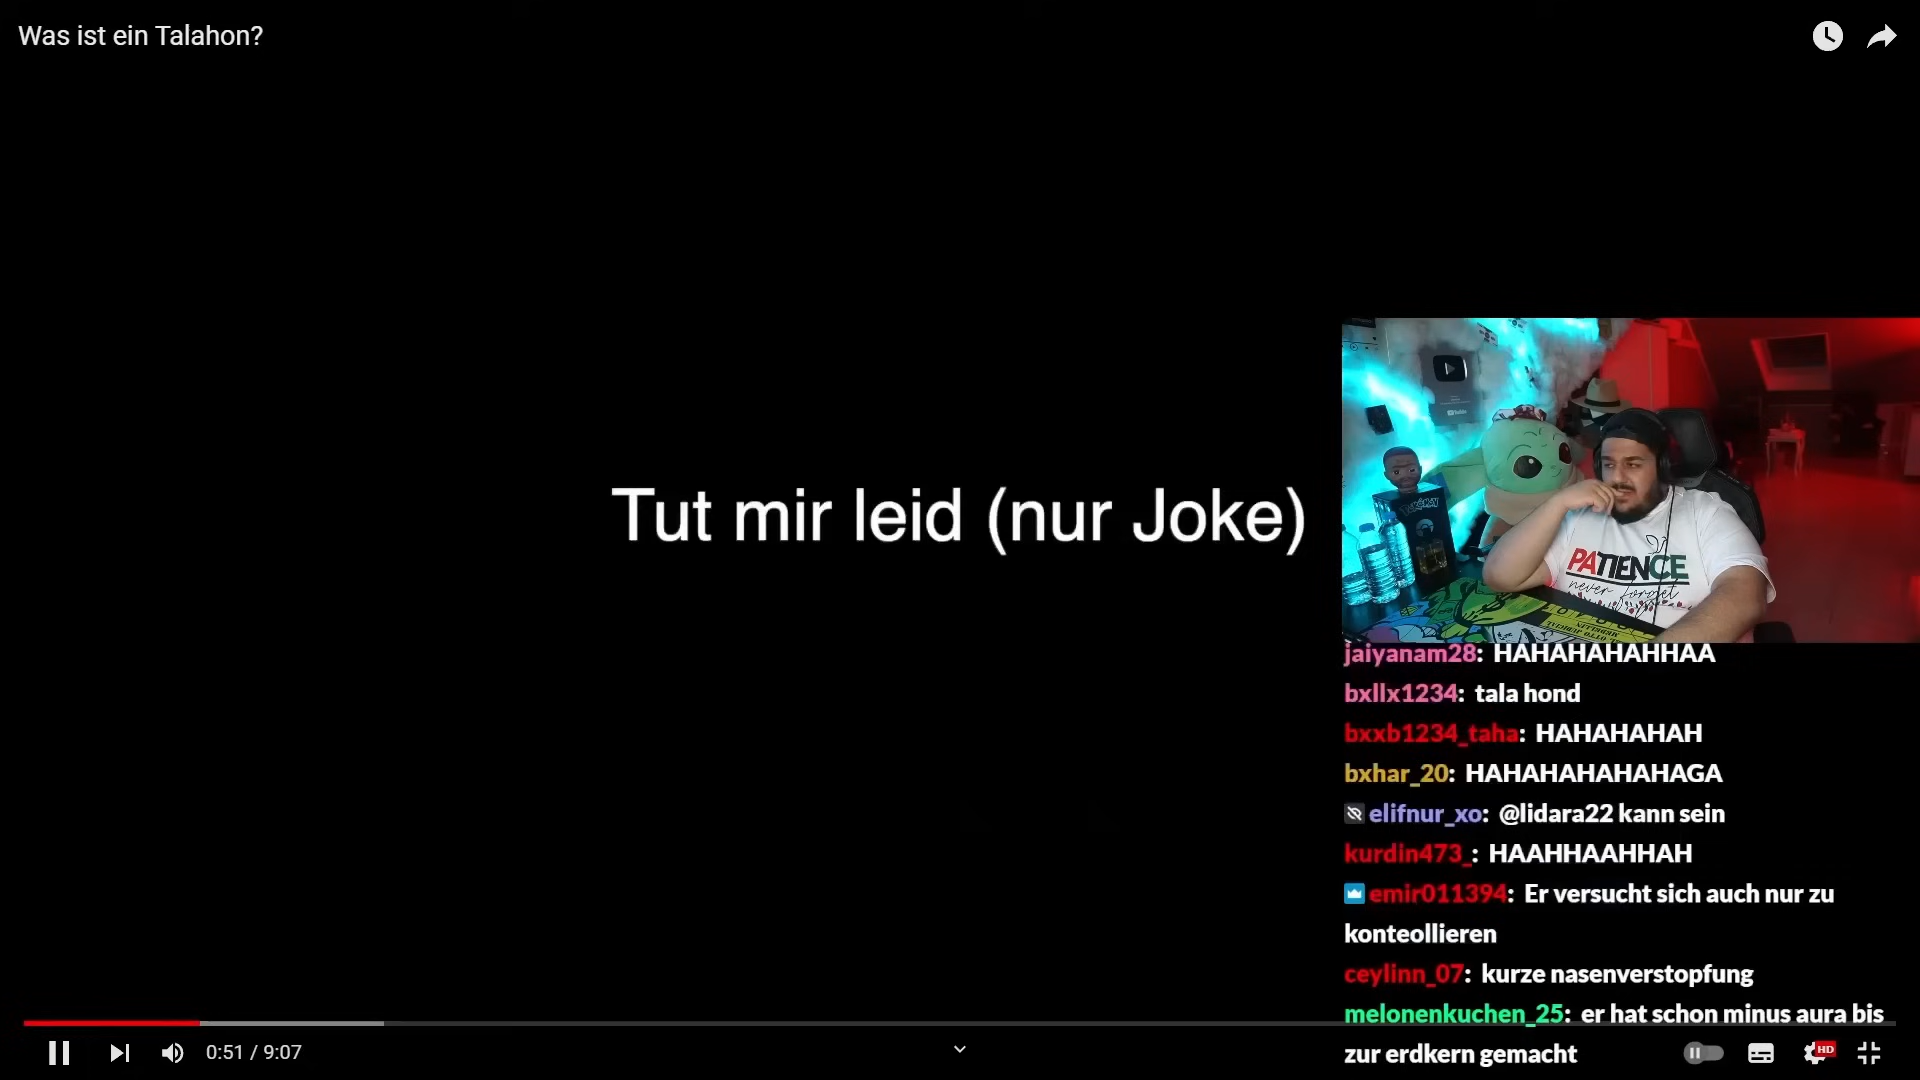 Was ist ein Talahon?
Tut mir leid (nur Joke)
PATIENCE
never forget
jaiyanam28: HAHAHAHAHHAA
bxllx1234: tala hond
bxxb1234_taha: HAHAHAHAH
bxhar_20: HAHAHAHAHAHAGA
elifnur_xo: @lidara22 kann sein
kurdin473_: HAAHHAAHHAH
emir011394: Er versucht sich auch nur zu
konteollieren
ceylinn_07: kurze nasenverstopfung
melonenkuchen_25: er hat schon minus aura bis
zur erdkern gemacht
0:51 / 9:07
HD